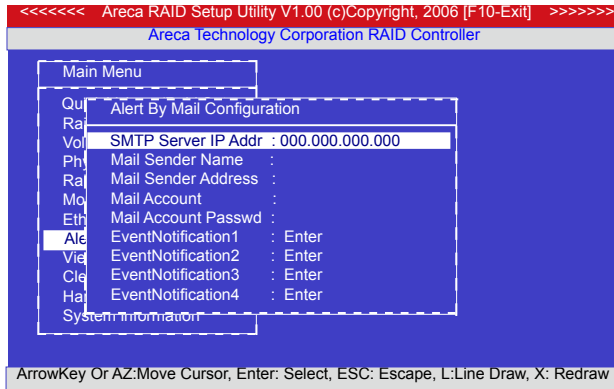 <<<<<<< Areca RAID Setup Utility V1.00 (c)Copyright, 2006 [F10-Exit] >>>>>>>
Areca Technology Corporation RAID Controller
Main Menu
Alert By Mail Configuration
SMTP Server IP Addr : 000.000.000.000
Mail Sender Name :
Mail Sender Address :
Mail Account :
Mail Account Passwd :
EventNotification1 : Enter
EventNotification2 : Enter
EventNotification3 : Enter
EventNotification4 : Enter
System Information
ArrowKey Or AZ:Move Cursor, Enter: Select, ESC: Escape, L:Line Draw, X: Redraw